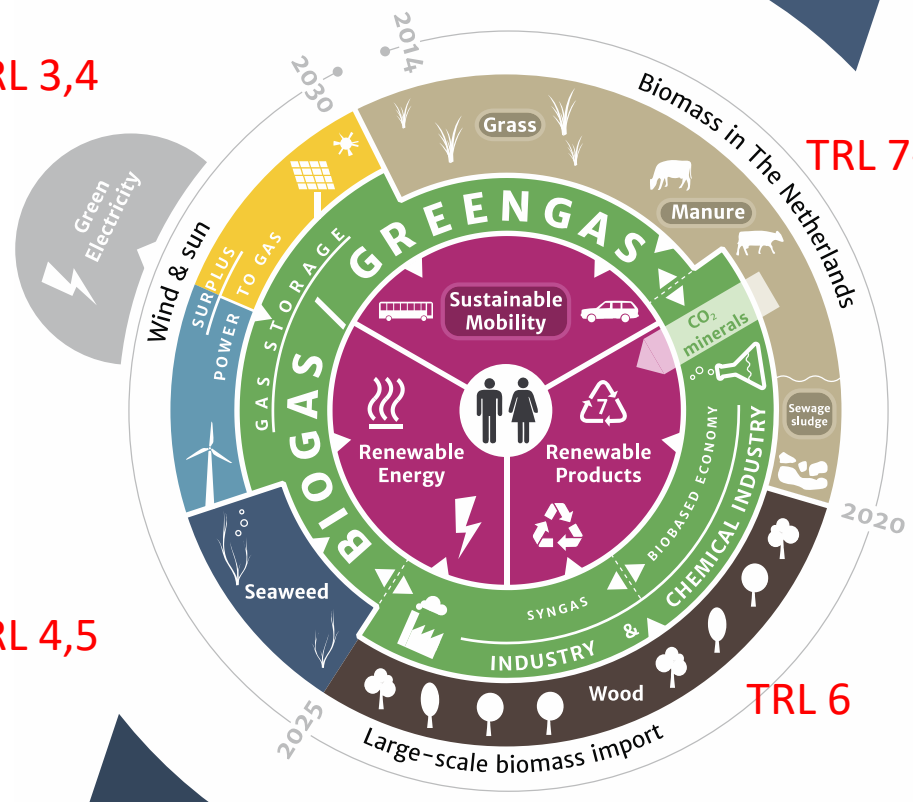 2014
2030
RL 3,4
Biomass in The Netherlands
TRL 7
Grass
Manure
Green
Electricity
Wind & sun
SURPLUS
POWER TO GAS
GAS STORAGE
BIOGAS / GREENGAS
Sustainable
Mobility
CO₂
minerals
7
Renewable
Energy
Renewable
Products
Sewage
sludge
BIOBASED ECONOMY
INDUSTRY & CHEMICAL INDUSTRY
SYNGAS
2020
Seaweed
RL 4,5
Wood
TRL 6
2025
Large-scale biomass import